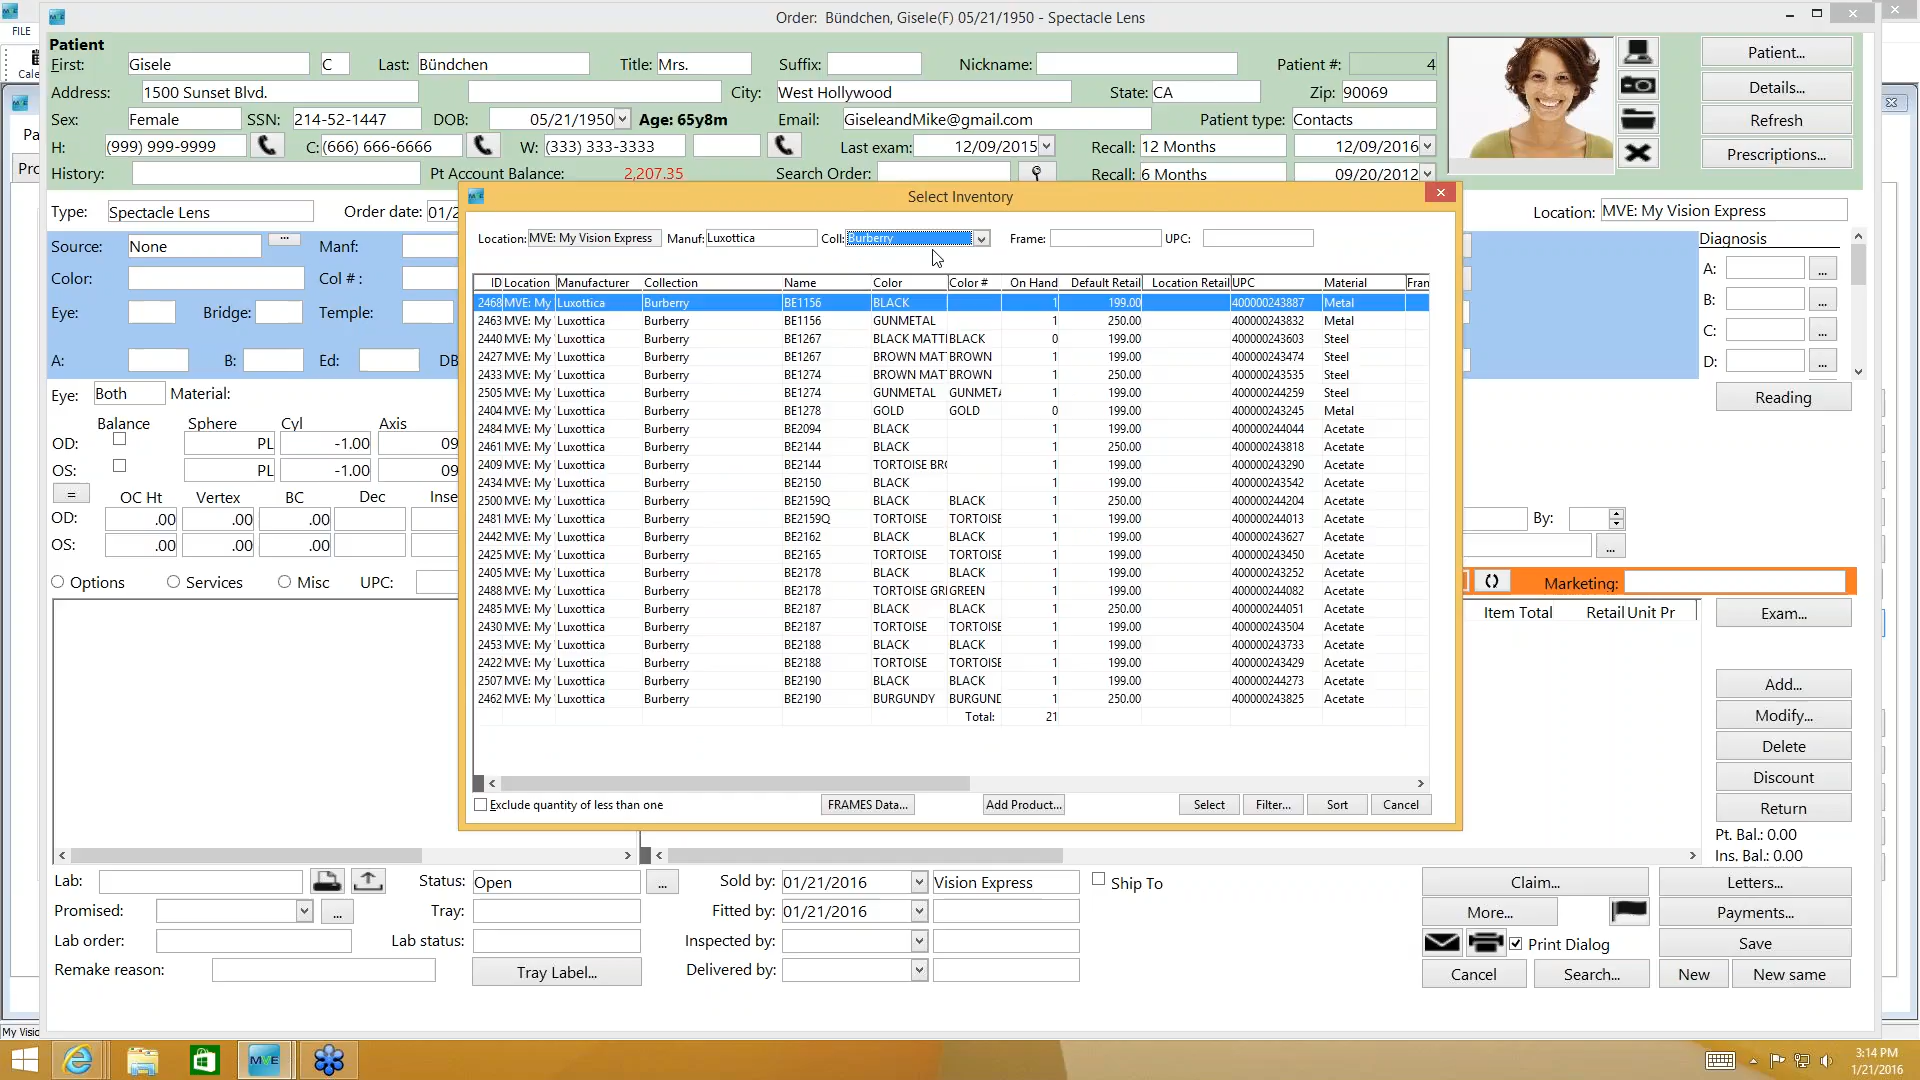 Order: Bündchen, Gisele(F) 05/21/1950 - Spectacle Lens
FILE
Patient
First: Gisele C Last: Bündchen Title: Mrs. Suffix: Nickname: Patient #: 4 Patient...
Address: 1500 Sunset Blvd. City: West Hollywood State: CA Zip: 90069 Details...
Sex: Female SSN: 214-52-1447 DOB: 05/21/1950 Age: 65y8m Email: GiseleandMike@gmail.com Patient type: Contacts Refresh
H: (999) 999-9999 C: (666) 666-6666 W: (333) 333-3333 Last exam: 12/09/2015 Recall: 12 Months 12/09/2016 Prescriptions...
History: Pt Account Balance: 2,207.35 Search Order: Recall: 6 Months 09/20/2012
Select Inventory
Type: Spectacle Lens Order date: 01/2 Location: MVE: My Vision Express
Source: None ... Manf: Diagnosis
Location: MVE: My Vision Express Manuf: Luxottica Coll: Burberry Frame: UPC:
Color: Col # : A: ...
Eye: Bridge: Temple: B: ...
C: ...
A: B: Ed: DB D: ...
Eye: Both Material: Reading
Balance Sphere Cyl Axis
OD: PL -1.00 09
OS: PL -1.00 09
= OC Ht Vertex BC Dec Inse
OD: .00 .00 .00 By:
OS: .00 .00 .00 ...
Options Services Misc UPC: Marketing:
Item Total Retail Unit Pr Exam...
ID Location Manufacturer Collection Name Color Color # On Hand Default Retail Location Retail UPC Material Fran
2468 MVE: My Luxottica Burberry BE1156 BLACK 1 199.00 400000243887 Metal
2463 MVE: My Luxottica Burberry BE1156 GUNMETAL 1 250.00 400000243832 Metal
2440 MVE: My Luxottica Burberry BE1267 BLACK MATTI BLACK 0 199.00 400000243603 Steel
2427 MVE: My Luxottica Burberry BE1267 BROWN MAT BROWN 1 199.00 400000243474 Steel
2433 MVE: My Luxottica Burberry BE1274 BROWN MAT BROWN 1 250.00 400000243535 Steel
2505 MVE: My Luxottica Burberry BE1274 GUNMETAL GUNMETA 1 199.00 400000244259 Steel
2404 MVE: My Luxottica Burberry BE1278 GOLD GOLD 0 199.00 400000243245 Metal
2484 MVE: My Luxottica Burberry BE2094 BLACK 1 199.00 400000244044 Acetate
2461 MVE: My Luxottica Burberry BE2144 BLACK 1 250.00 400000243818 Acetate
2409 MVE: My Luxottica Burberry BE2144 TORTOISE BRO 1 199.00 400000243290 Acetate
2434 MVE: My Luxottica Burberry BE2150 BLACK 1 199.00 400000243542 Acetate
2500 MVE: My Luxottica Burberry BE2159Q BLACK BLACK 1 250.00 400000244204 Acetate
2481 MVE: My Luxottica Burberry BE2159Q TORTOISE TORTOISE 1 199.00 400000244013 Acetate
2442 MVE: My Luxottica Burberry BE2162 BLACK BLACK 1 199.00 400000243627 Acetate
2425 MVE: My Luxottica Burberry BE2165 TORTOISE TORTOISE 1 199.00 400000243450 Acetate
2405 MVE: My Luxottica Burberry BE2178 BLACK BLACK 1 199.00 400000243252 Acetate
2488 MVE: My Luxottica Burberry BE2178 TORTOISE GRI GREEN 1 199.00 400000244082 Acetate
2485 MVE: My Luxottica Burberry BE2187 BLACK BLACK 1 250.00 400000244051 Acetate
2430 MVE: My Luxottica Burberry BE2187 TORTOISE TORTOISE 1 199.00 400000243504 Acetate
2453 MVE: My Luxottica Burberry BE2188 BLACK BLACK 1 199.00 400000243733 Acetate
2422 MVE: My Luxottica Burberry BE2188 TORTOISE TORTOISE 1 199.00 400000243429 Acetate
2507 MVE: My Luxottica Burberry BE2190 BLACK BLACK 1 199.00 400000244273 Acetate
2462 MVE: My Luxottica Burberry BE2190 BURGUNDY BURGUND 1 250.00 400000243825 Acetate
Total: 21
Exclude quantity of less than one FRAMES Data... Add Product... Select Filter... Sort Cancel
Add...
Modify...
Delete
Discount
Return
Pt. Bal.: 0.00
Ins. Bal.: 0.00
Lab: Status: Open ... Sold by: 01/21/2016 Vision Express Ship To Claim... Letters...
Promised: ... Tray: Fitted by: 01/21/2016 More... Payments...
Lab order: Lab status: Inspected by: Print Dialog Save
Remake reason: Tray Label... Delivered by: Cancel Search... New New same
My Visio
MVE
3:14 PM
1/21/2016